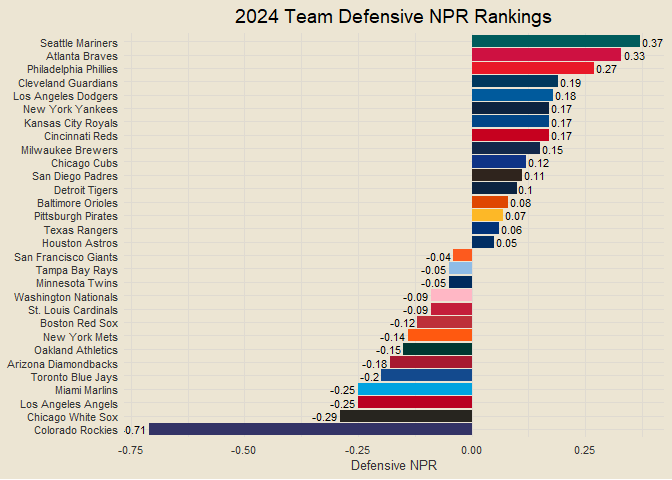 2024 Team Defensive NPR Rankings
Seattle Mariners 0.37
Atlanta Braves 0.33
Philadelphia Phillies 0.27
Cleveland Guardians 0.19
Los Angeles Dodgers 0.18
New York Yankees 0.17
Kansas City Royals 0.17
Cincinnati Reds 0.17
Milwaukee Brewers 0.15
Chicago Cubs 0.12
San Diego Padres 0.11
Detroit Tigers 0.1
Baltimore Orioles 0.08
Pittsburgh Pirates 0.07
Texas Rangers 0.06
Houston Astros 0.05
San Francisco Giants -0.04
Tampa Bay Rays -0.05
Minnesota Twins -0.05
Washington Nationals -0.09
St. Louis Cardinals -0.09
Boston Red Sox -0.12
New York Mets -0.14
Oakland Athletics -0.15
Arizona Diamondbacks -0.18
Toronto Blue Jays -0.2
Miami Marlins -0.25
Los Angeles Angels -0.25
Chicago White Sox -0.29
Colorado Rockies -0.71
-0.75 -0.50 -0.25 0.00 0.25
Defensive NPR